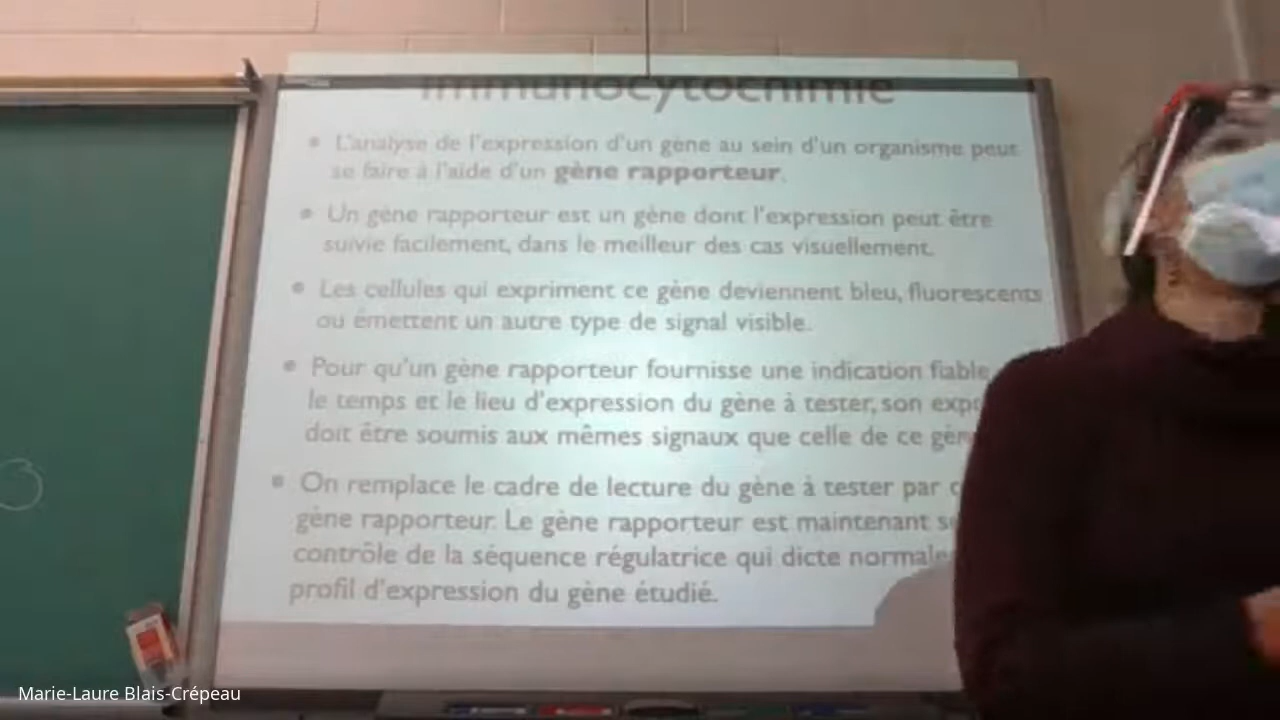 Immunocytochimie
• L'analyse de l'expression d'un gène au sein d'un organisme peut
se faire à l'aide d'un gène rapporteur.
• Un gène rapporteur est un gène dont l'expression peut être
suivie facilement, dans le meilleur des cas visuellement.
• Les cellules qui expriment ce gène deviennent bleu, fluorescents
ou émettent un autre type de signal visible.
• Pour qu'un gène rapporteur fournisse une indication fiable
le temps et le lieu d'expression du gène à tester, son
doit être soumis aux mêmes signaux que celle de ce
• On remplace le cadre de lecture du gène à tester par
gène rapporteur. Le gène rapporteur est maintenant
contrôle de la séquence régulatrice qui dicte
profil d'expression du gène étudié.
3
Marie-Laure Blais-Crépeau